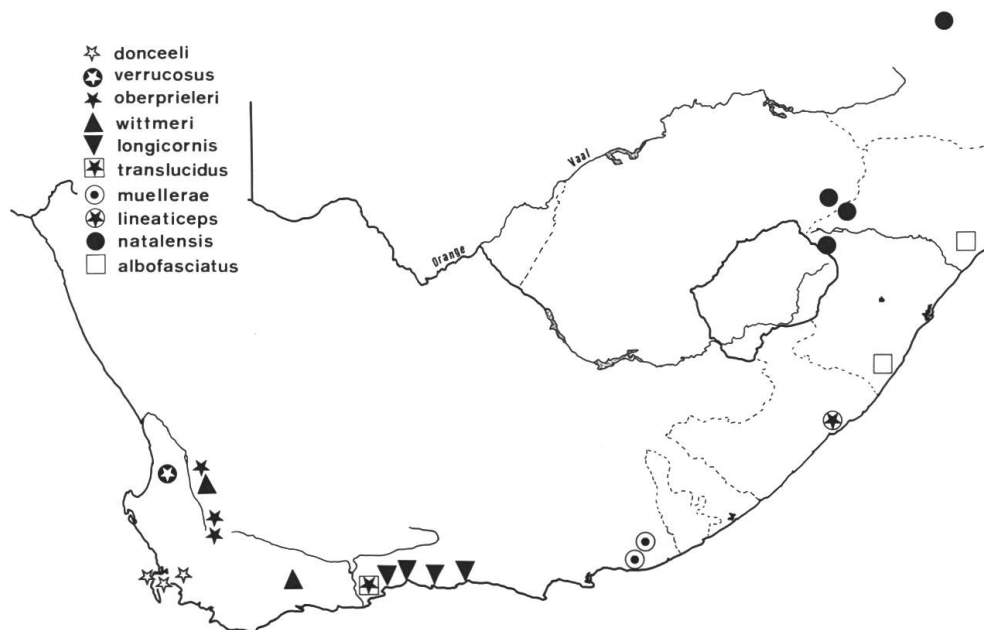 donceeli
verrucosus
oberprieleri
wittmeri
longicornis
translucidus
muellerae
lineaticeps
natalensis
albofasciatus
Vaal
Orange